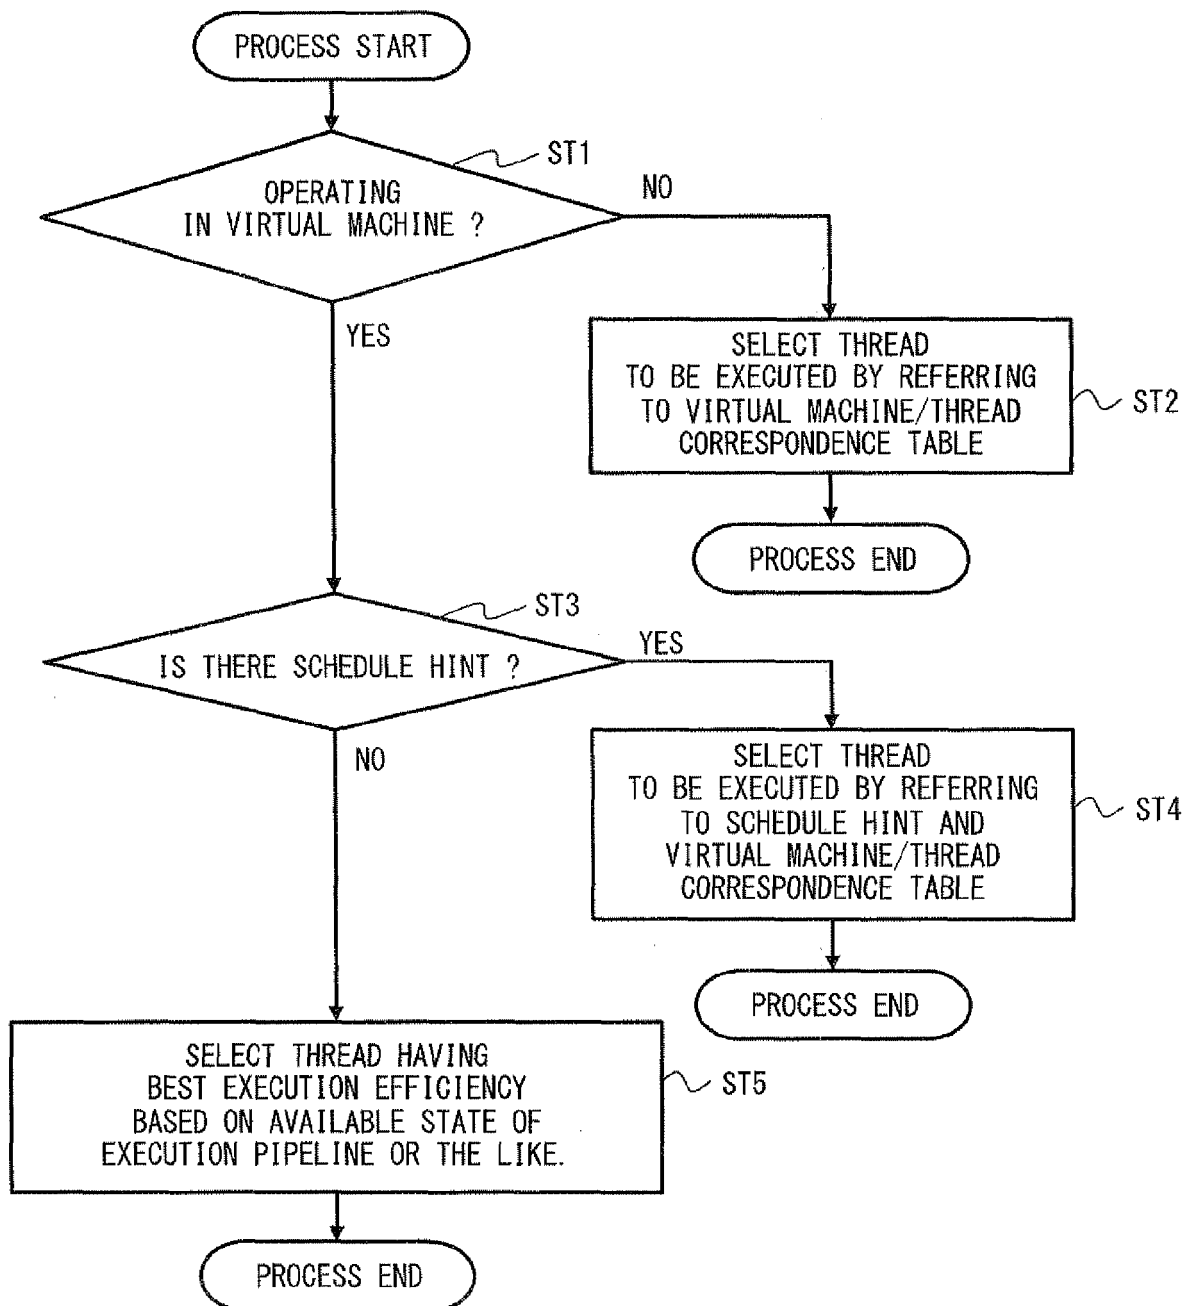 PROCESS START
ST1
OPERATING
IN VIRTUAL MACHINE ?
NO
YES
SELECT THREAD
TO BE EXECUTED BY REFERRING
TO VIRTUAL MACHINE/THREAD
CORRESPONDENCE TABLE
ST2
PROCESS END
ST3
IS THERE SCHEDULE HINT ?
YES
NO
SELECT THREAD
TO BE EXECUTED BY REFERRING
TO SCHEDULE HINT AND
VIRTUAL MACHINE/THREAD
CORRESPONDENCE TABLE
ST4
PROCESS END
SELECT THREAD HAVING
BEST EXECUTION EFFICIENCY
BASED ON AVAILABLE STATE OF
EXECUTION PIPELINE OR THE LIKE.
ST5
PROCESS END